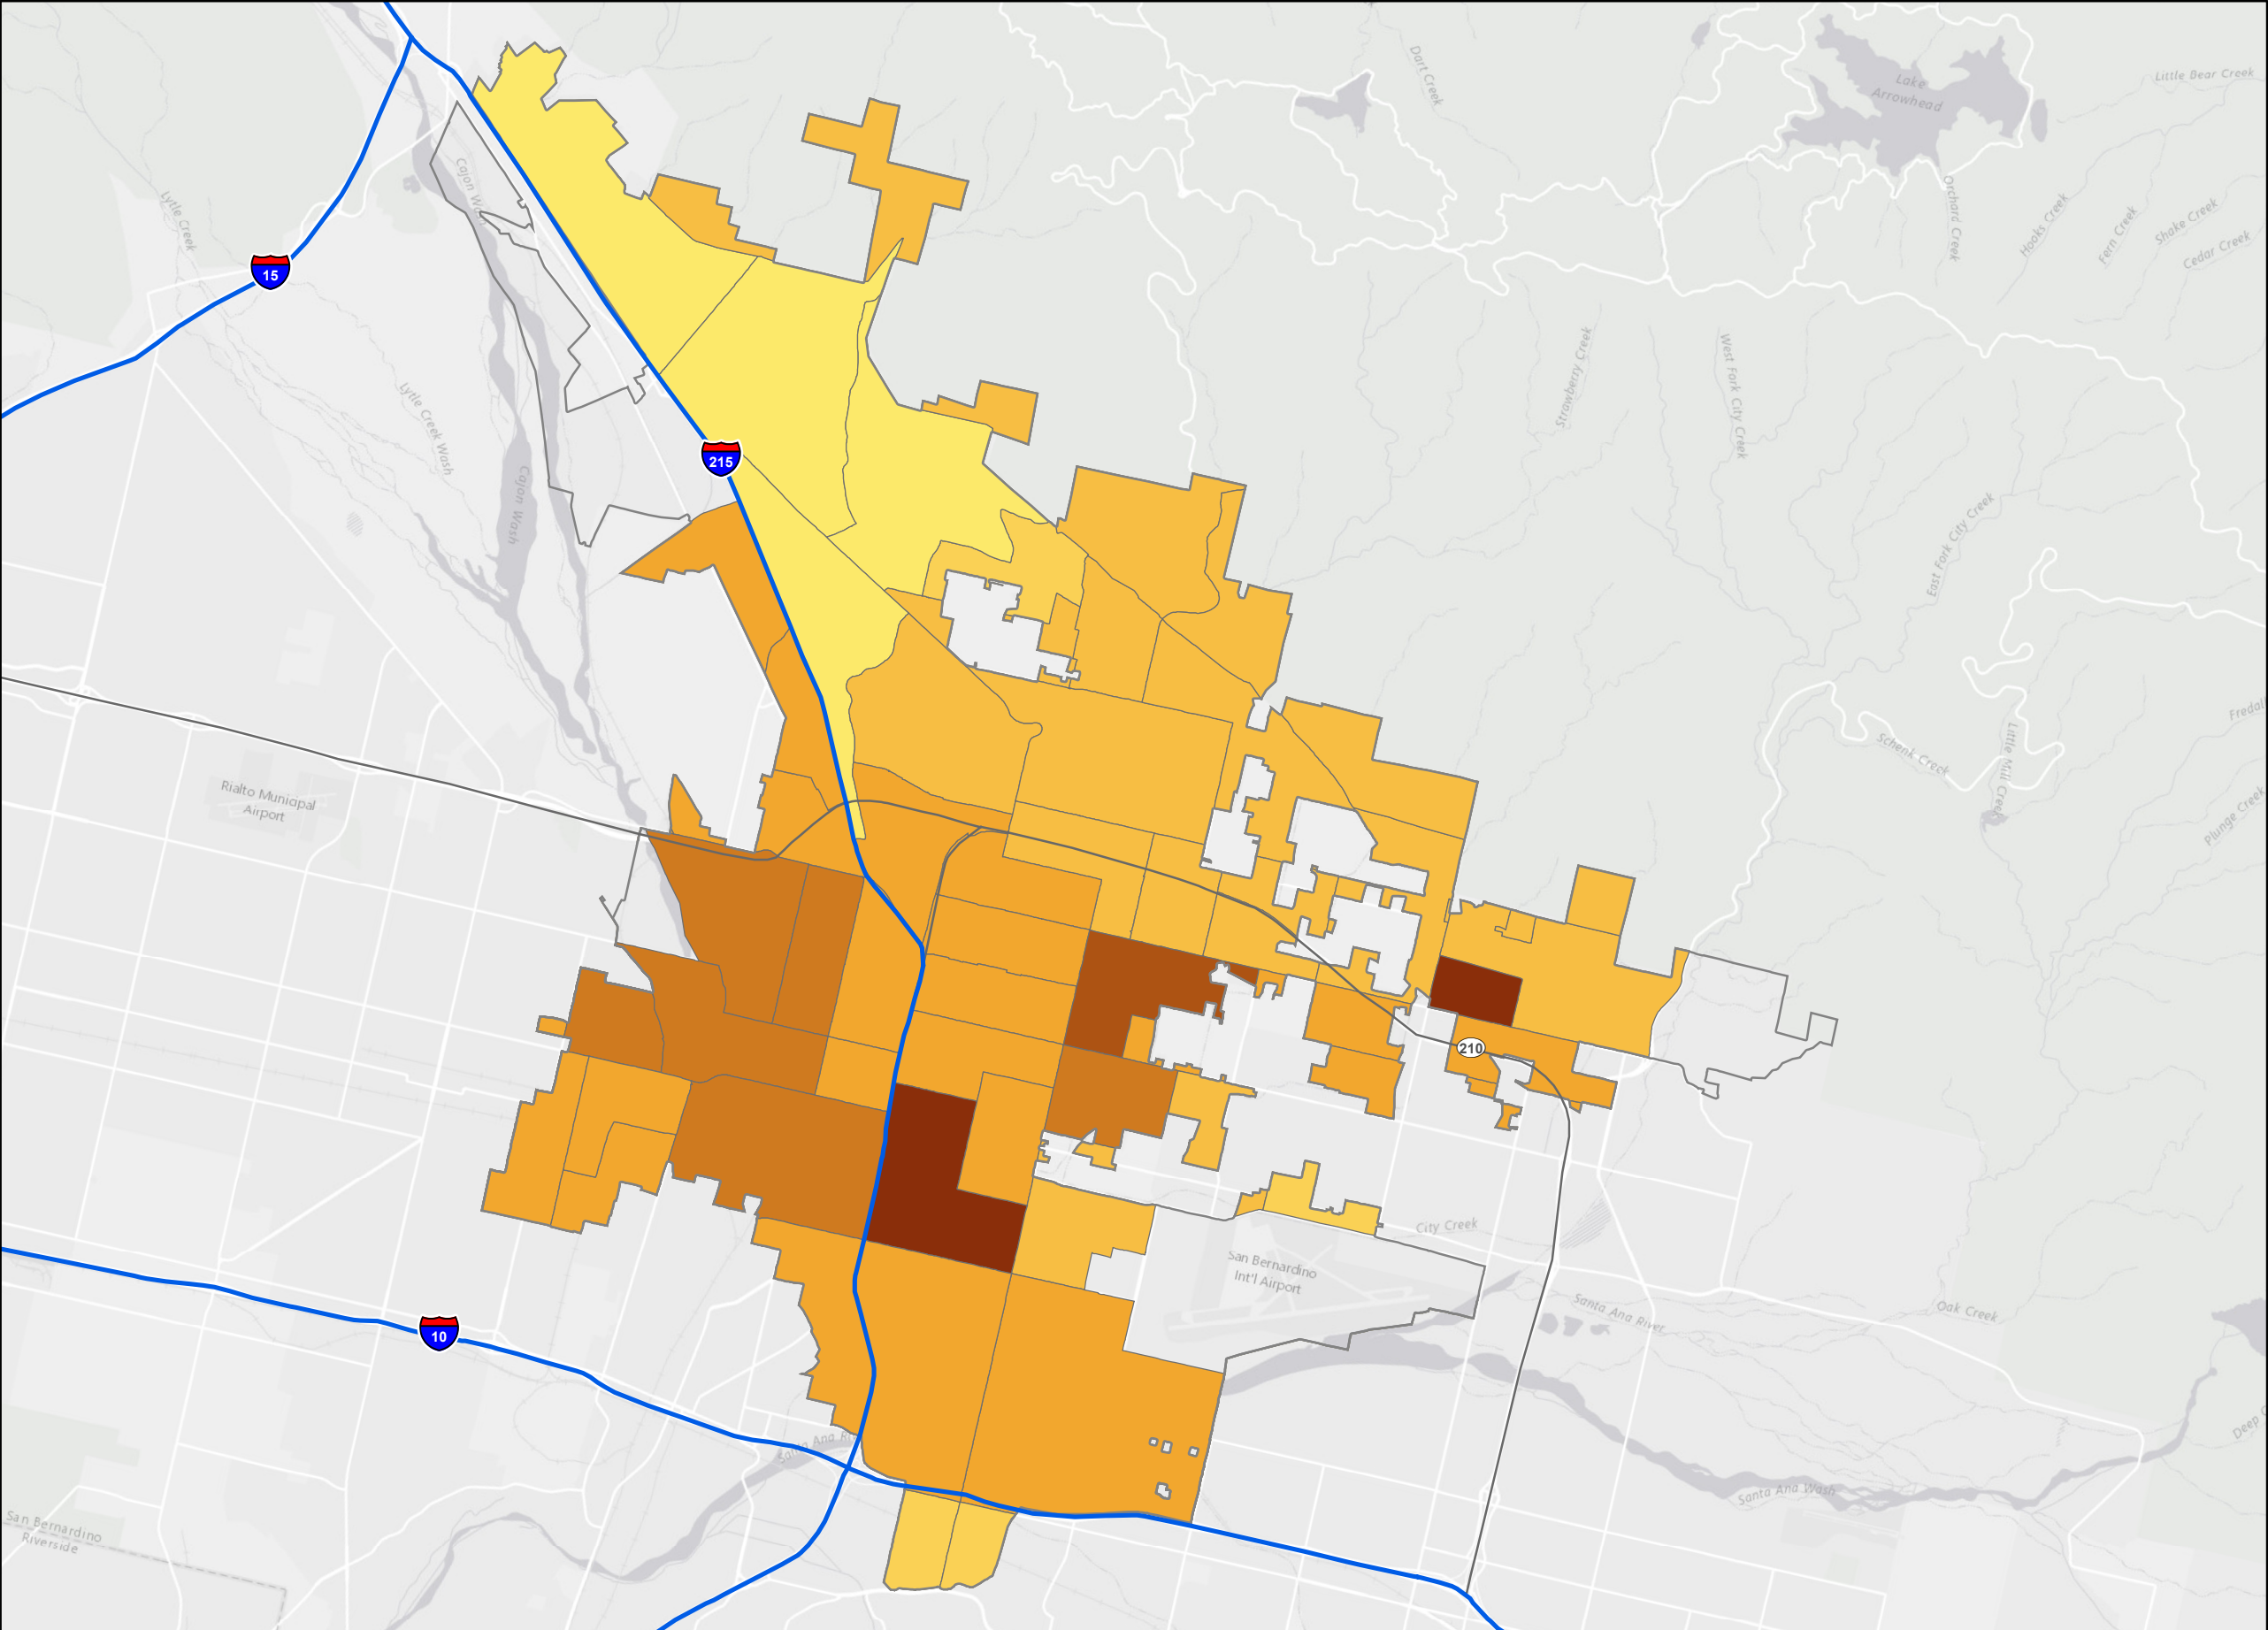 Dart Creek
Lake
Arrowhead
Little Bear Creek
Cajon Wash
Lytle Creek
Orchard Creek
Hooks Creek
Fern Creek
Shake Creek
Cedar Creek
15
Strawberry Creek
West Fork City Creek
Lytle Creek Wash
215
Cajon Wash
East Fork City Creek
Schenk Creek
Little Mill Creek
Plunge Creek
Rialto Municipal
Airport
210
City Creek
San Bernardino
Int'l Airport
Santa Ana River
Oak Creek
10
Santa Ana
Santa Ana Wash
San Bernardino
Riverside